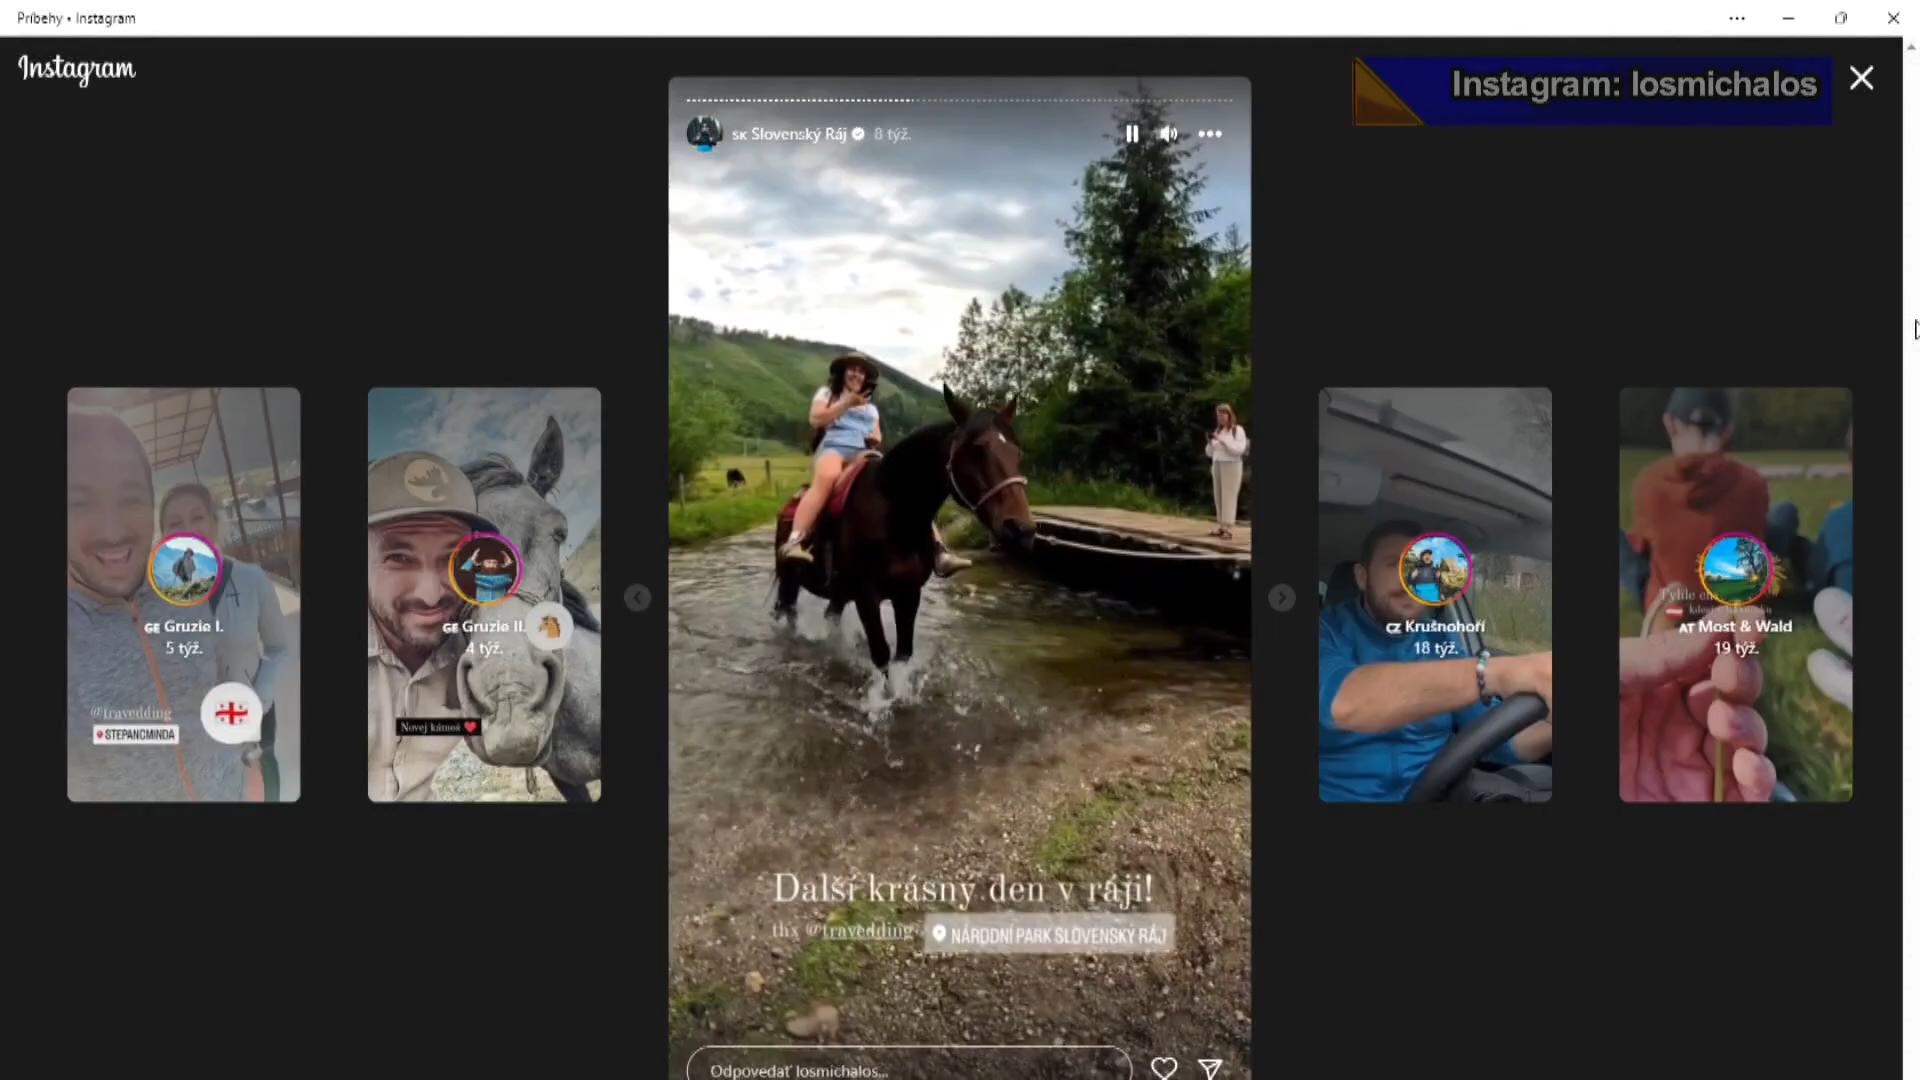 Príbehy • Instagram
Instagram
Instagram: losmichalos
SK Slovenský Ráj 8 týž.
GE Gruzie I.
5 týž.
@travedding
STEPANCMINDA
GE Gruzie II.
4 týž.
Novej kámoš
Další krásny den v ráji!
thx @travedding
NÁRODNÍ PARK SLOVENSKÝ RÁJ
Odpovedať losmichalos...
CZ Krušnohoří
18 týž.
AT Most & Wald
19 týž.